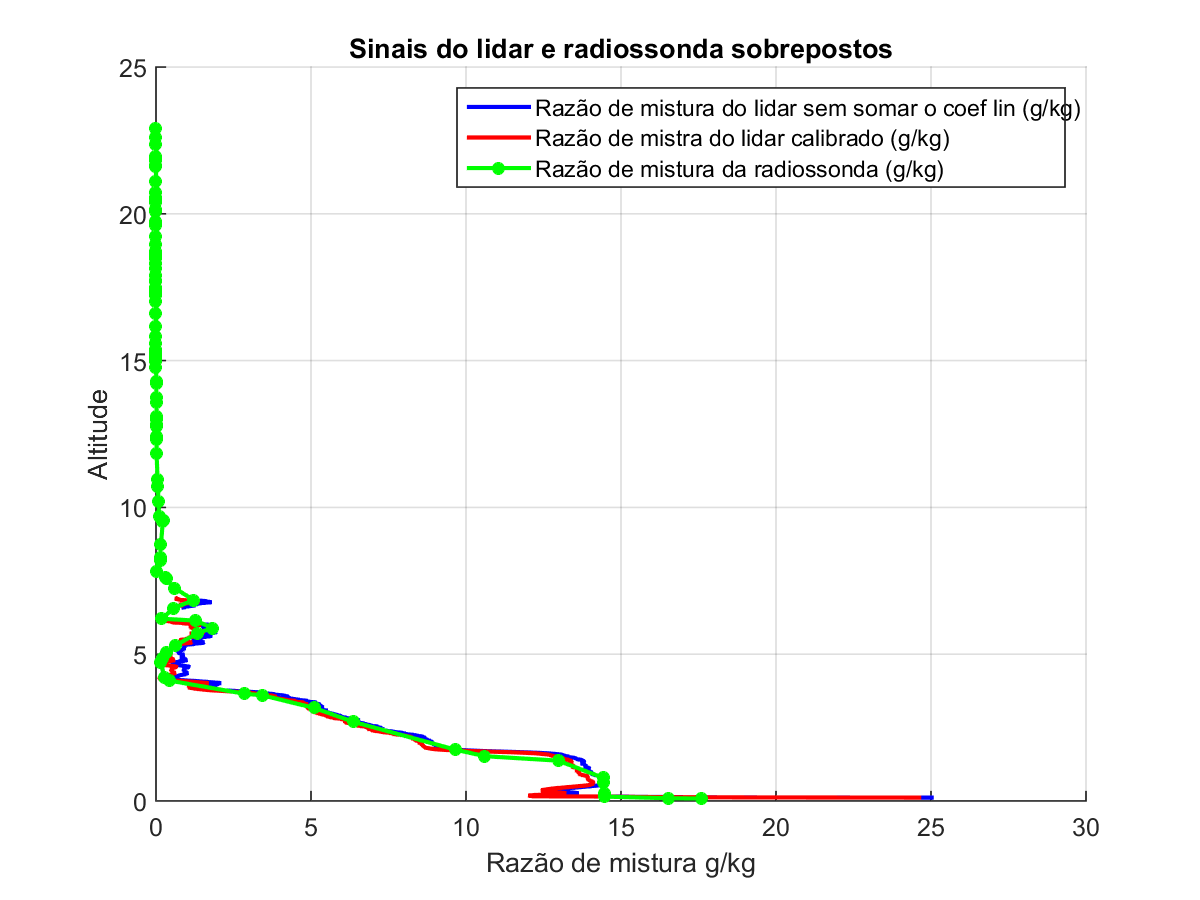 Sinais do lidar e radiossonda sobrepostos
25
20
15
10
5
0
Altitude
Razão de mistura do lidar sem somar o coef lin (g/kg)
Razão de mistra do lidar calibrado (g/kg)
Razão de mistura da radiossonda (g/kg)
0 5 10 15 20 25 30
Razão de mistura g/kg